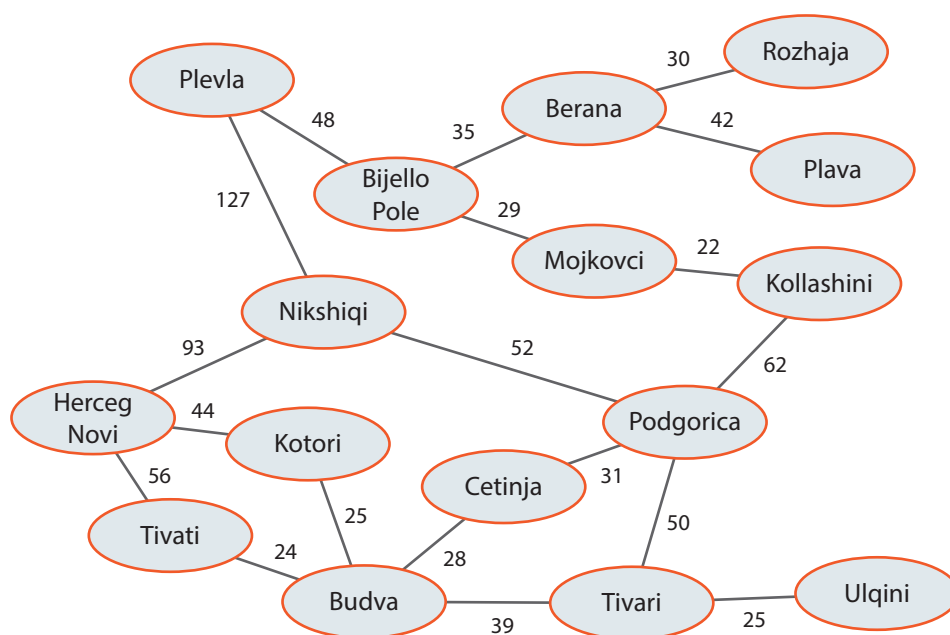 Plevla
48
127
Bijello
Pole
35
Berana
30
Rozhaja
42
Plava
29
Mojkovci
22
Kollashini
Nikshiqi
93
52
62
Herceg
Novi
44
Kotori
Podgorica
56
Cetinja
31
Tivati
25
50
24
28
Budva
39
Tivari
25
Ulqini